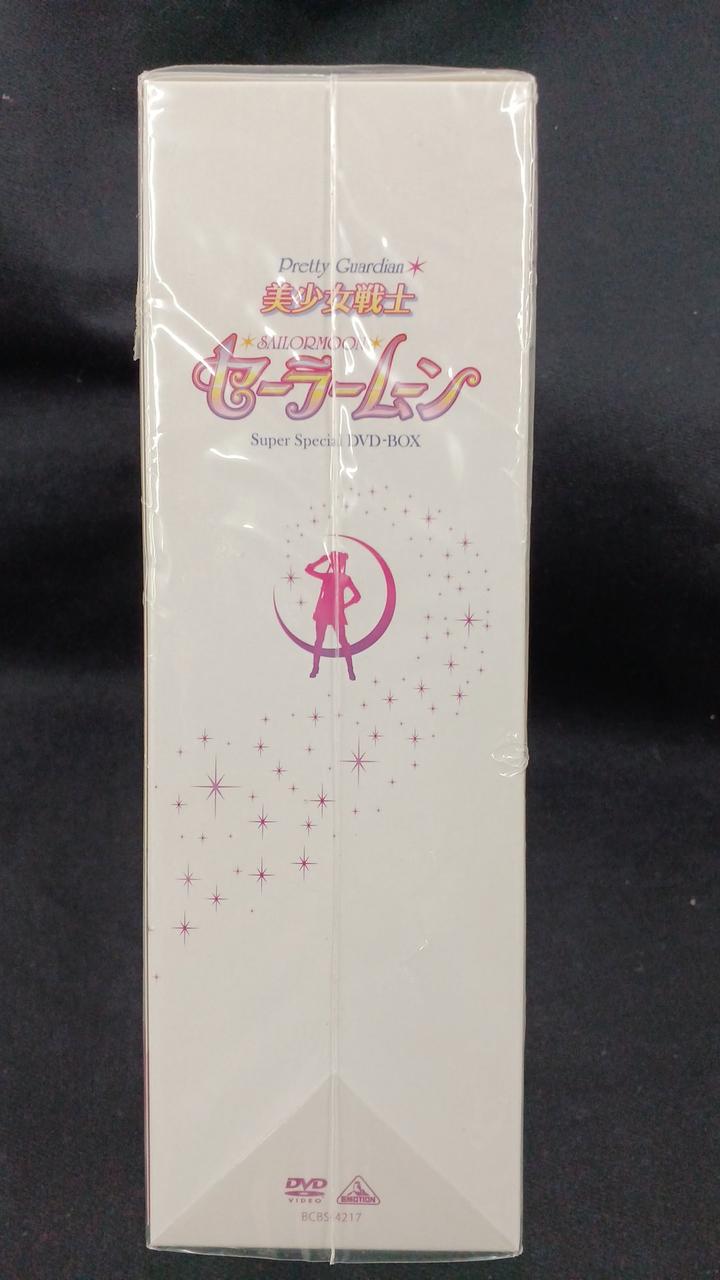 Pretty Guardian
美少女戦士
SAILORMOON
セーラームーン
Super Special DVD-BOX
DVD
VIDEO
EMOTION
BCBS-4217